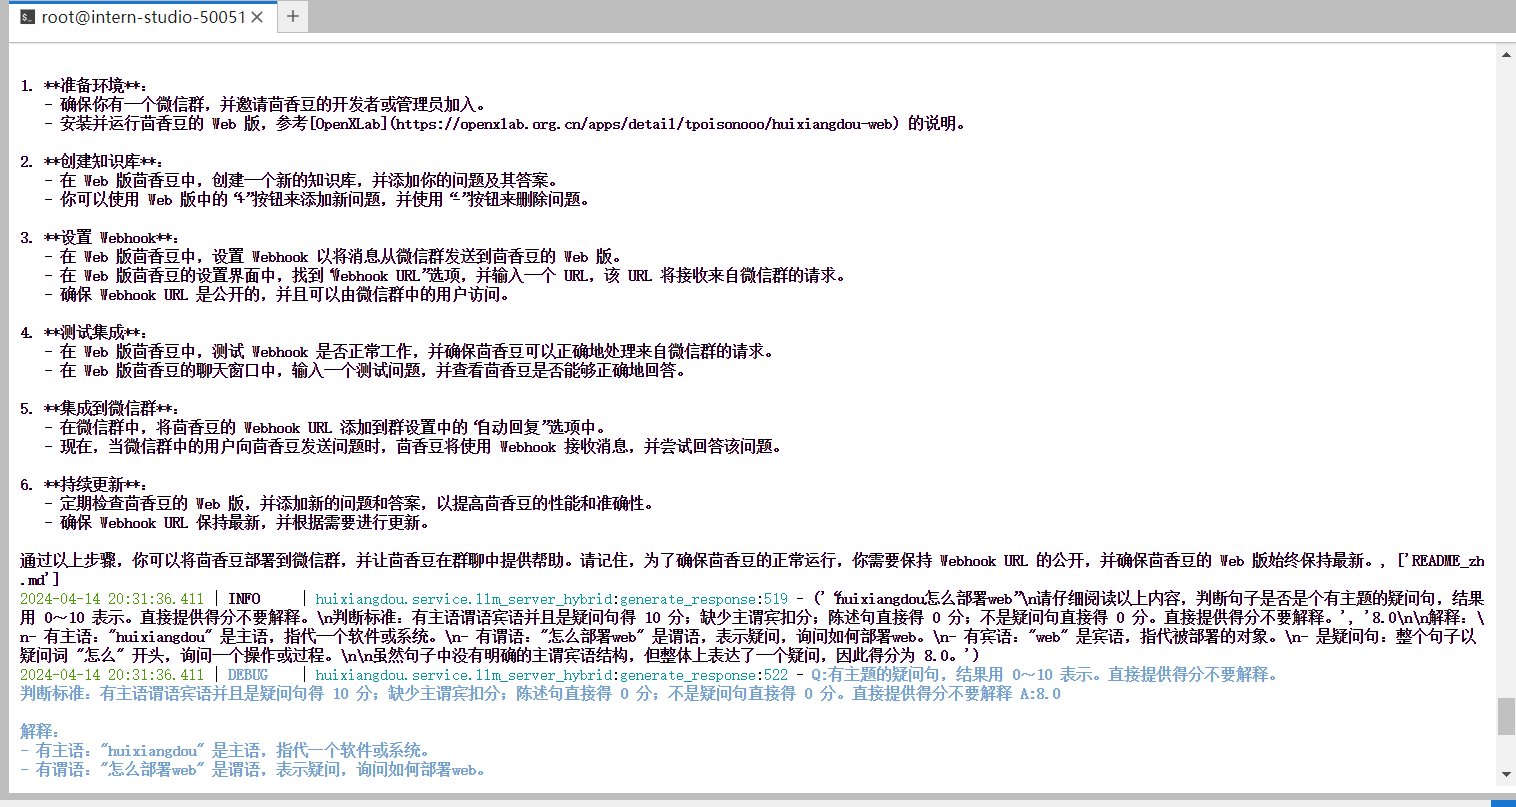 root@intern-studio-50051
1. **准备环境**：
- 确保你有一个微信群，并邀请茴香豆的开发者或管理员加入。
- 安装并运行茴香豆的 Web 版，参考[OpenXLab](https://openxlab.org.cn/apps/detail/tpoisonooo/huixiangdou-web) 的说明。
2. **创建知识库**：
- 在 Web 版茴香豆中，创建一个新的知识库，并添加你的问题及其答案。
- 你可以使用 Web 版中的“+”按钮来添加新问题，并使用“-”按钮来删除问题。
3. **设置 Webhook**：
- 在 Web 版茴香豆中，设置 Webhook 以将消息从微信群发送到茴香豆的 Web 版。
- 在 Web 版茴香豆的设置界面中，找到“Webhook URL”选项，并输入一个 URL，该 URL 将接收来自微信群的请求。
- 确保 Webhook URL 是公开的，并且可以由微信群中的用户访问。
4. **测试集成**：
- 在 Web 版茴香豆中，测试 Webhook 是否正常工作，并确保茴香豆可以正确地处理来自微信群的请求。
- 在 Web 版茴香豆的聊天窗口中，输入一个测试问题，并查看茴香豆是否能够正确地回答。
5. **集成到微信群**：
- 在微信群中，将茴香豆的 Webhook URL 添加到群设置中的“自动回复”选项中。
- 现在，当微信群中的用户向茴香豆发送问题时，茴香豆将使用 Webhook 接收消息，并尝试回答该问题。
6. **持续更新**：
- 定期检查茴香豆的 Web 版，并添加新的问题和答案，以提高茴香豆的性能和准确性。
- 确保 Webhook URL 保持最新，并根据需要进行更新。
通过以上步骤，你可以将茴香豆部署到微信群，并让茴香豆在群聊中提供帮助。请记住，为了确保茴香豆的正常运行，你需要保持 Webhook URL 的公开，并确保茴香豆的 Web 版始终保持最新。, ['README_zh
.md']
2024-04-14 20:31:36.411 | INFO | huixiangdou.service.llm_server_hybrid:generate_response:519 - ('“huixiangdou怎么部署web”\n请仔细阅读以上内容，判断句子是否是个有主题的疑问句，结果
用 0～10 表示。直接提供得分不要解释。\n判断标准：有主语谓语宾语并且是疑问句得 10 分；缺少主谓宾扣分；陈述句直接得 0 分；不是疑问句直接得 0 分。直接提供得分不要解释。', '8.0\n\n解释：\
n- 有主语："huixiangdou" 是主语，指代一个软件或系统。\n- 有谓语："怎么部署web" 是谓语，表示疑问，询问如何部署web。\n- 有宾语："web" 是宾语，指代被部署的对象。\n- 是疑问句：整个句子以
疑问词 "怎么" 开头，询问一个操作或过程。\n\n虽然句子中没有明确的主谓宾语结构，但整体上表达了一个疑问，因此得分为 8.0。')
2024-04-14 20:31:36.411 | DEBUG | huixiangdou.service.llm_server_hybrid:generate_response:522 - Q:有主题的疑问句，结果用 0～10 表示。直接提供得分不要解释。
判断标准：有主语谓语宾语并且是疑问句得 10 分；缺少主谓宾扣分；陈述句直接得 0 分；不是疑问句直接得 0 分。直接提供得分不要解释 A:8.0
解释：
- 有主语："huixiangdou" 是主语，指代一个软件或系统。
- 有谓语："怎么部署web" 是谓语，表示疑问，询问如何部署web。